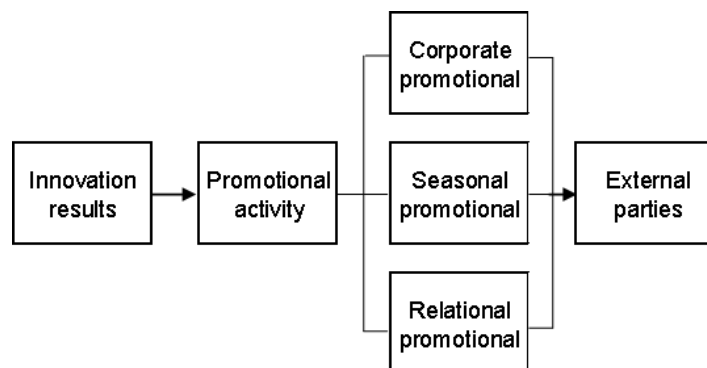 Corporate
promotional
Innovation
results
Promotional
activity
Seasonal
promotional
External
parties
Relational
promotional